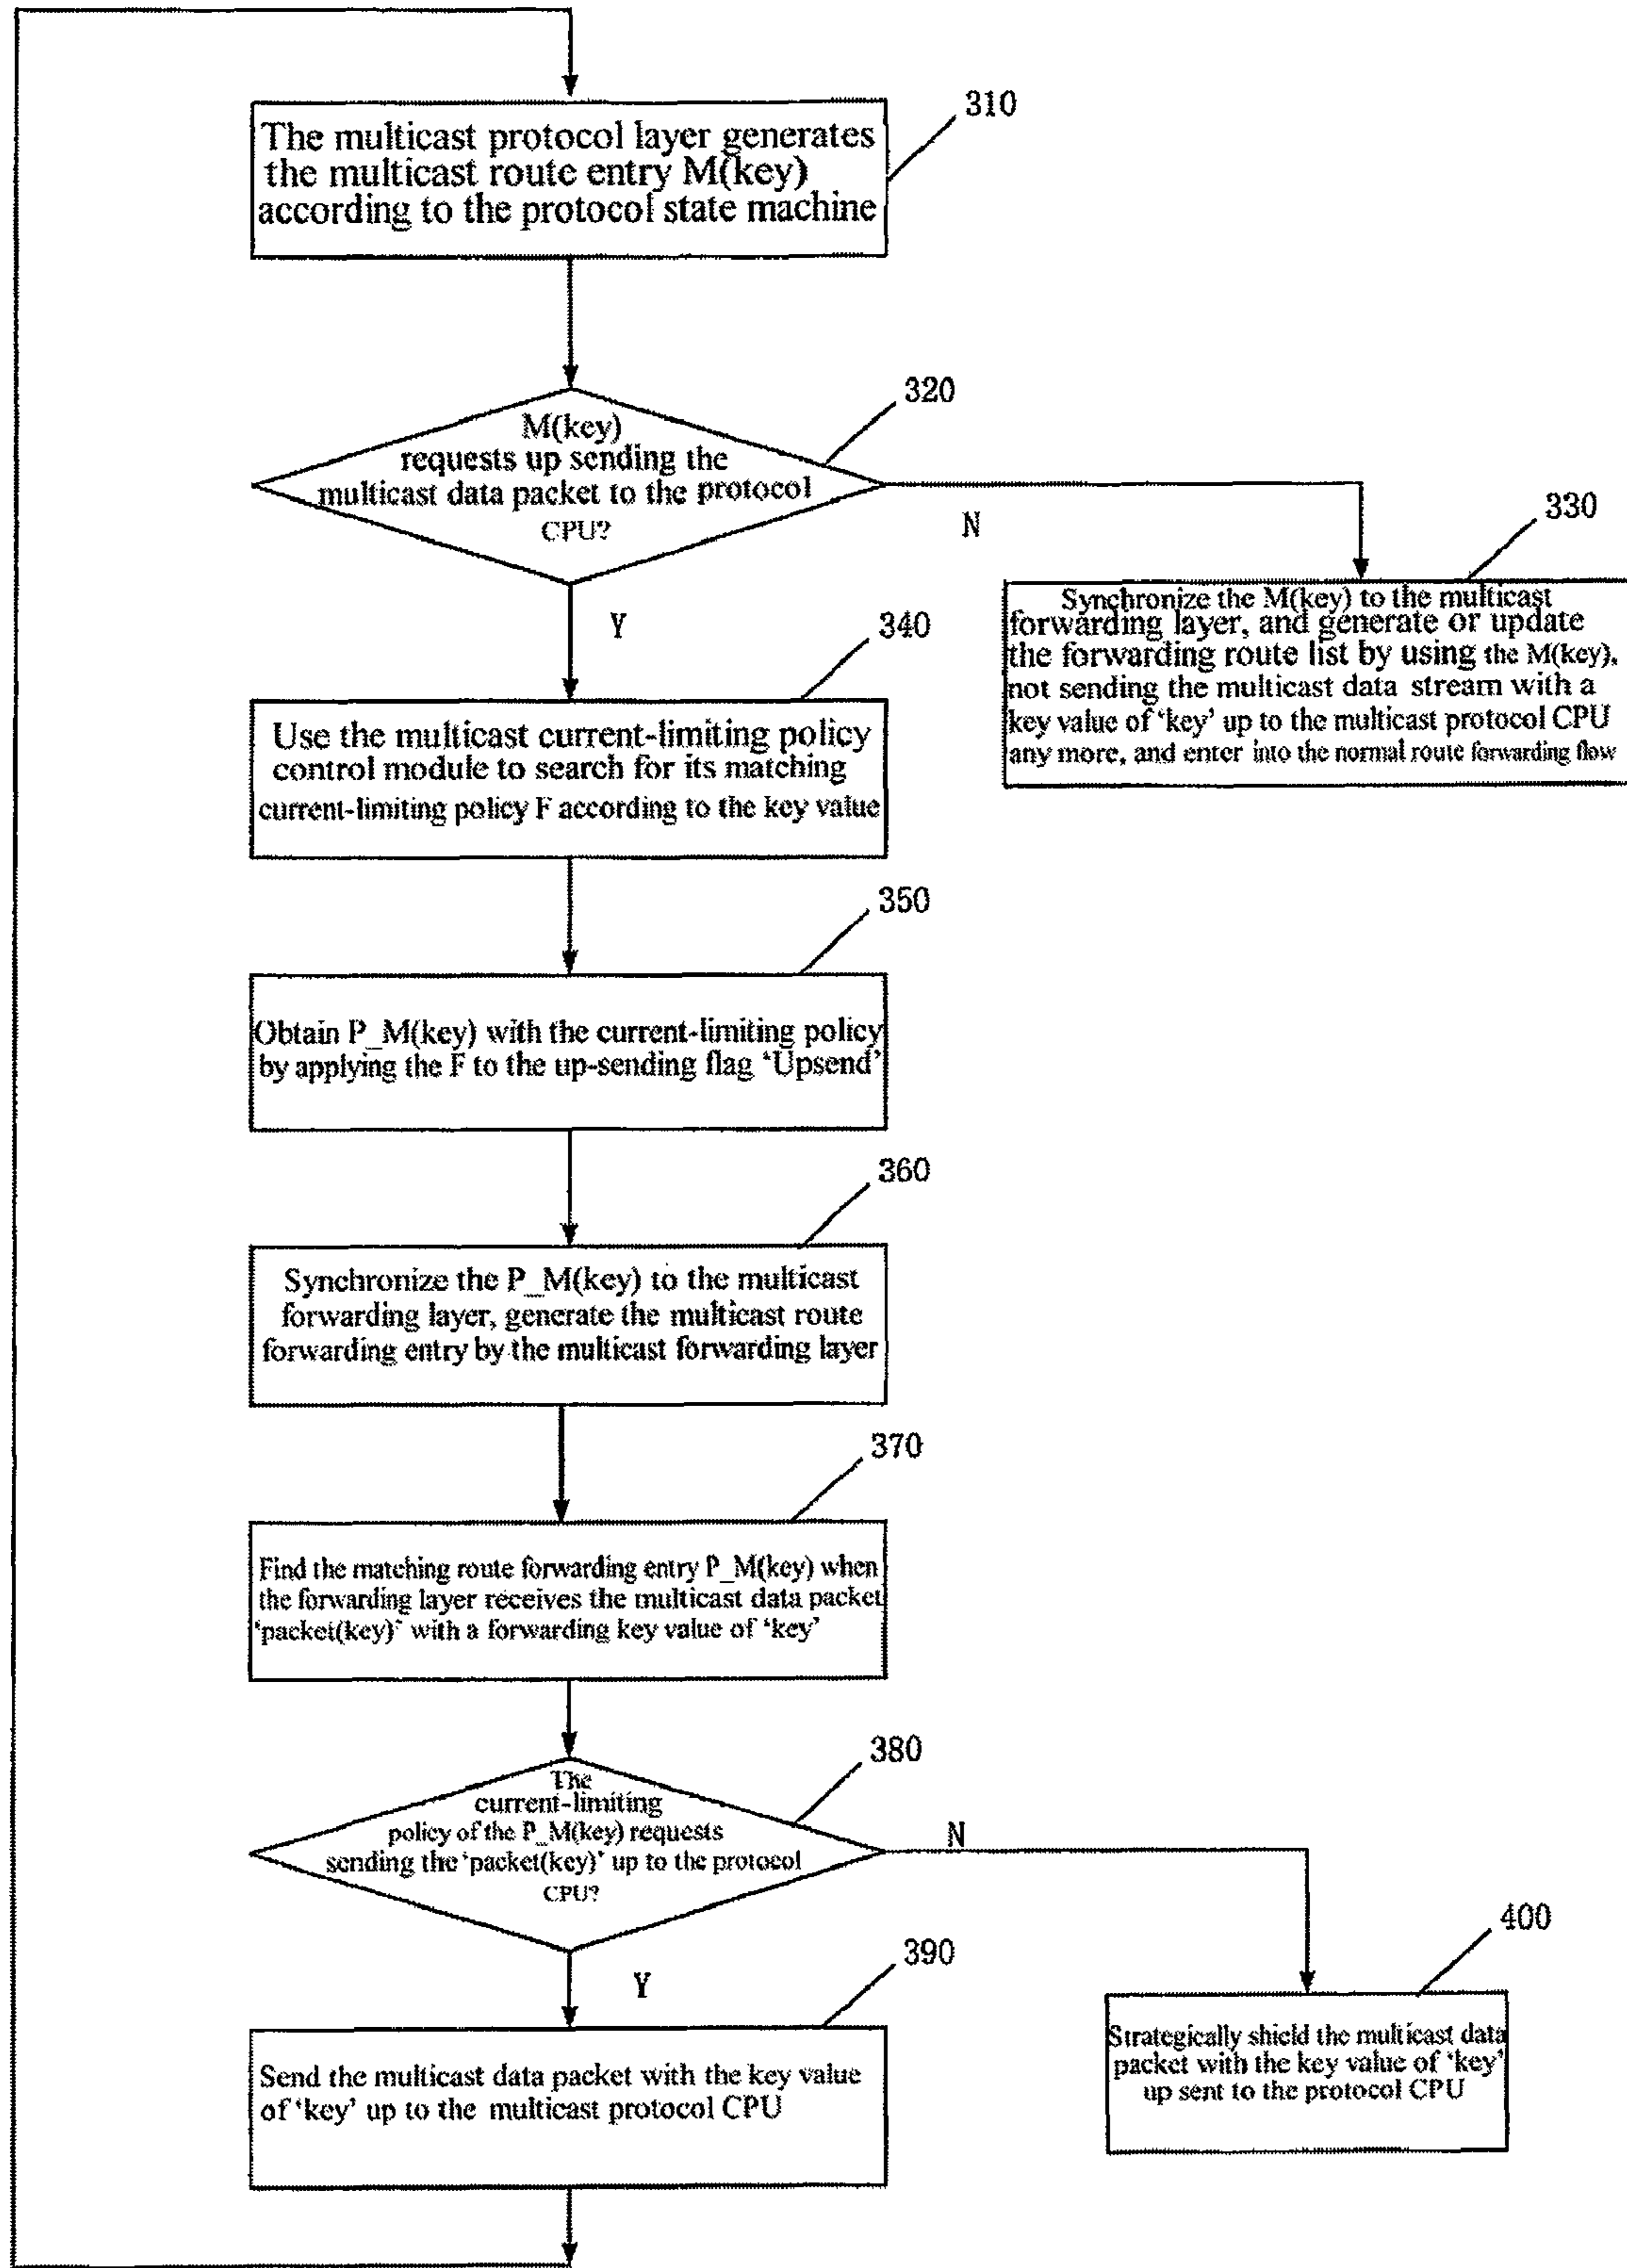 310
The multicast protocol layer generates
the multicast route entry M(key)
according to the protocol state machine
320
M(key)
requests up sending the
multicast data packet to the protocol
CPU?
N
330
Synchronize the M(key) to the multicast
forwarding layer, and generate or update
the forwarding route list by using the M(key),
not sending the multicast data stream with a
key value of ‘key’ up to the multicast protocol CPU
any more, and enter into the normal route forwarding flow
Y
340
Use the multicast current-limiting policy
control module to search for its matching
current-limiting policy F according to the key value
350
Obtain P_M(key) with the current-limiting policy
by applying the F to the up-sending flag ‘Upsend’
360
Synchronize the P_M(key) to the multicast
forwarding layer, generate the multicast route
forwarding entry by the multicast forwarding layer
370
Find the matching route forwarding entry P_M(key) when
the forwarding layer receives the multicast data packet
‘packet(key)’ with a forwarding key value of ‘key’
380
The
current-limiting
policy of the P_M(key) requests
sending the ‘packet(key)’ up to the protocol
CPU?
N
400
Strategically shield the multicast data
packet with the key value of ‘key’
up sent to the protocol CPU
Y
390
Send the multicast data packet with the key value
of ‘key’ up to the multicast protocol CPU